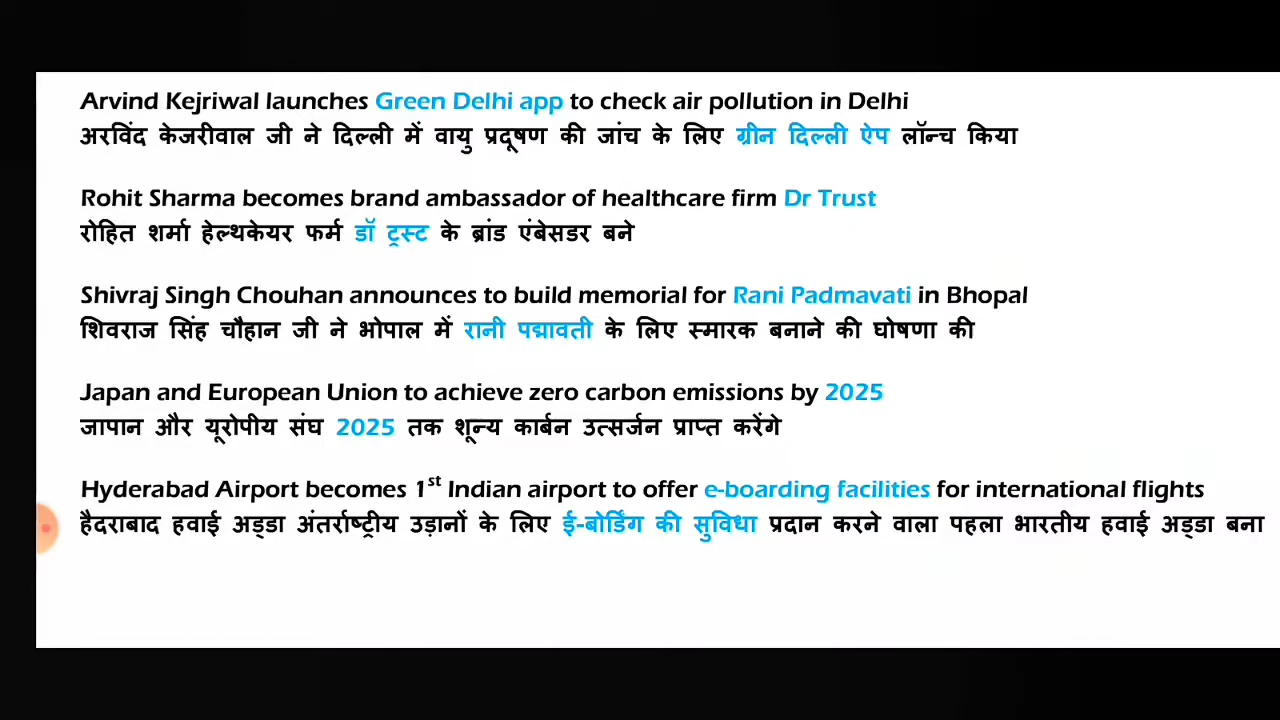 Arvind Kejriwal launches Green Delhi app to check air pollution in Delhi
अरविंद केजरीवाल जी ने दिल्ली में वायु प्रदूषण की जांच के लिए ग्रीन दिल्ली ऐप लॉन्च किया
Rohit Sharma becomes brand ambassador of healthcare firm Dr Trust
रोहित शर्मा हेल्थकेयर फर्म डॉ ट्रस्ट के ब्रांड एंबेसडर बने
Shivraj Singh Chouhan announces to build memorial for Rani Padmavati in Bhopal
शिवराज सिंह चौहान जी ने भोपाल में रानी पद्मावती के लिए स्मारक बनाने की घोषणा की
Japan and European Union to achieve zero carbon emissions by 2025
जापान और यूरोपीय संघ 2025 तक शून्य कार्बन उत्सर्जन प्राप्त करेंगे
Hyderabad Airport becomes 1st Indian airport to offer e-boarding facilities for international flights
हैदराबाद हवाई अड्डा अंतर्राष्ट्रीय उड़ानों के लिए ई-बोर्डिंग की सुविधा प्रदान करने वाला पहला भारतीय हवाई अड्डा बना